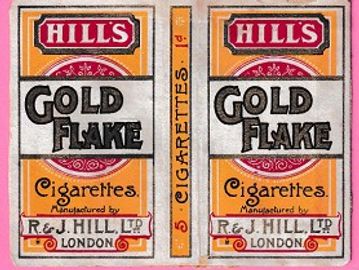 HILL'S
GOLD
FLAKE
Cigarettes.
Manufactured by
R. & J. HILL, LTD
LONDON
5 · CIGARETTES · 1d.
HILL'S
GOLD
FLAKE
Cigarettes.
Manufactured by
R. & J. HILL, LTD
LONDON